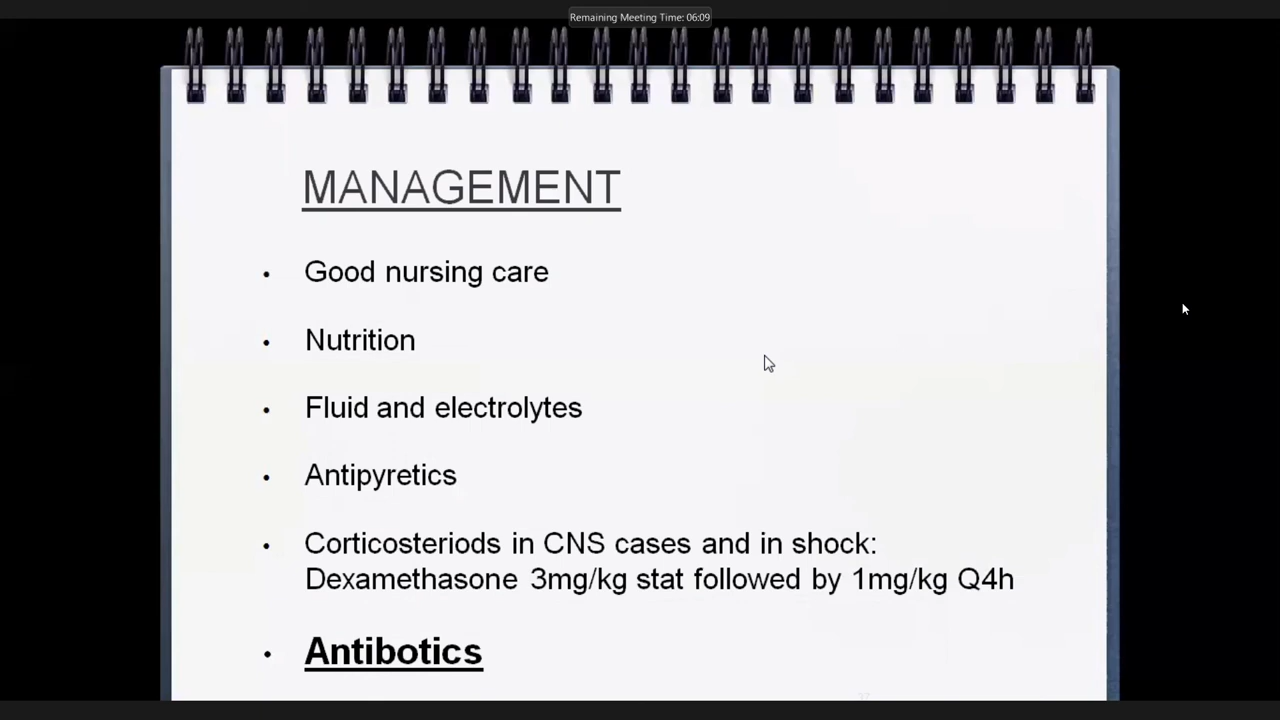 Remaining Meeting Time: 06:09
MANAGEMENT
• Good nursing care
• Nutrition
• Fluid and electrolytes
• Antipyretics
• Corticosteriods in CNS cases and in shock:
Dexamethasone 3mg/kg stat followed by 1mg/kg Q4h
• Antibotics